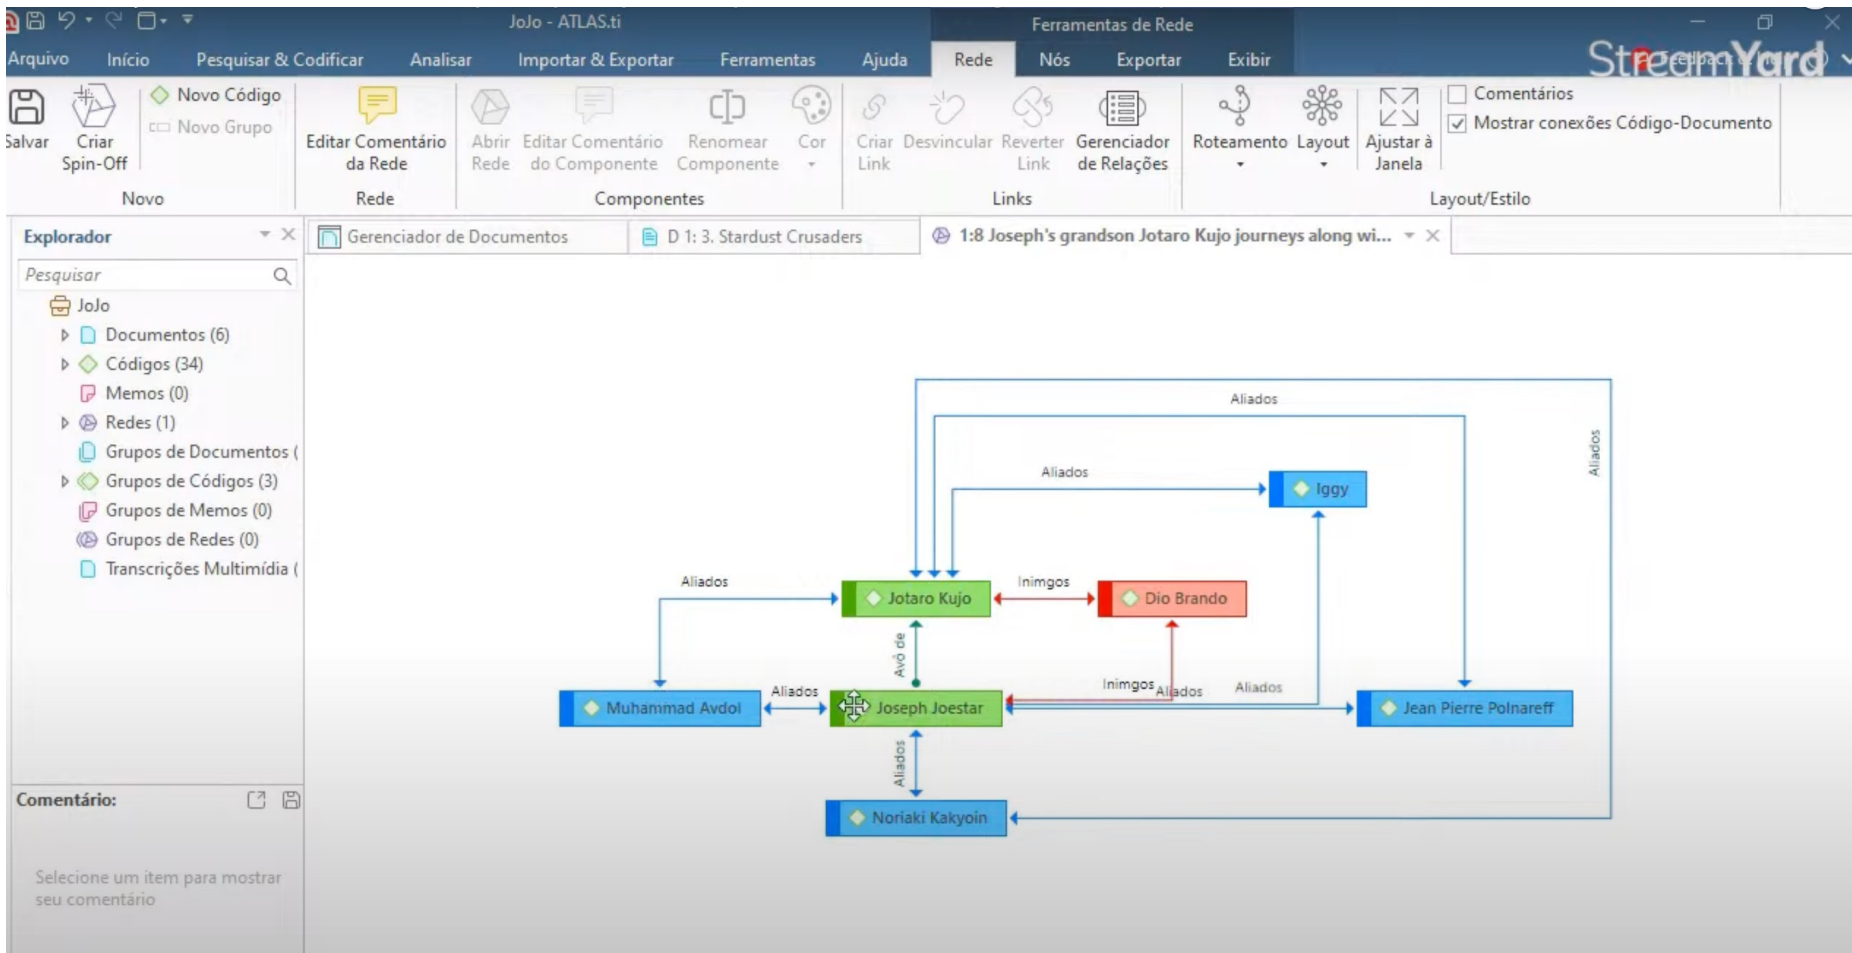 JoJo - ATLAS.ti
Ferramentas de Rede
Arquivo Início Pesquisar & Codificar Analisar Importar & Exportar Ferramentas Ajuda Rede Nós Exportar Exibir
StreamYard
Salvar
Criar
Spin-Off
Novo Código
Novo Grupo
Novo
Editar Comentário
da Rede
Rede
Abrir
Rede
Editar Comentário
do Componente
Renomear
Componente
Cor
Componentes
Criar
Link
Desvincular
Reverter
Link
Gerenciador
de Relações
Links
Roteamento
Layout
Ajustar à
Janela
Comentários
Mostrar conexões Código-Documento
Layout/Estilo
Explorador
Pesquisar
JoJo
Documentos (6)
Códigos (34)
Memos (0)
Redes (1)
Grupos de Documentos (
Grupos de Códigos (3)
Grupos de Memos (0)
Grupos de Redes (0)
Transcrições Multimídia (
Comentário:
Selecione um item para mostrar
seu comentário
Gerenciador de Documentos
D 1: 3. Stardust Crusaders
1:8 Joseph's grandson Jotaro Kujo journeys along wi...
Aliados
Aliados
Aliados
Iggy
Aliados
Jotaro Kujo
Inimgos
Dio Brando
Avô de
Muhammad Avdol
Aliados
Joseph Joestar
Inimgos
Aliados
Aliados
Jean Pierre Polnareff
Aliados
Noriaki Kakyoin